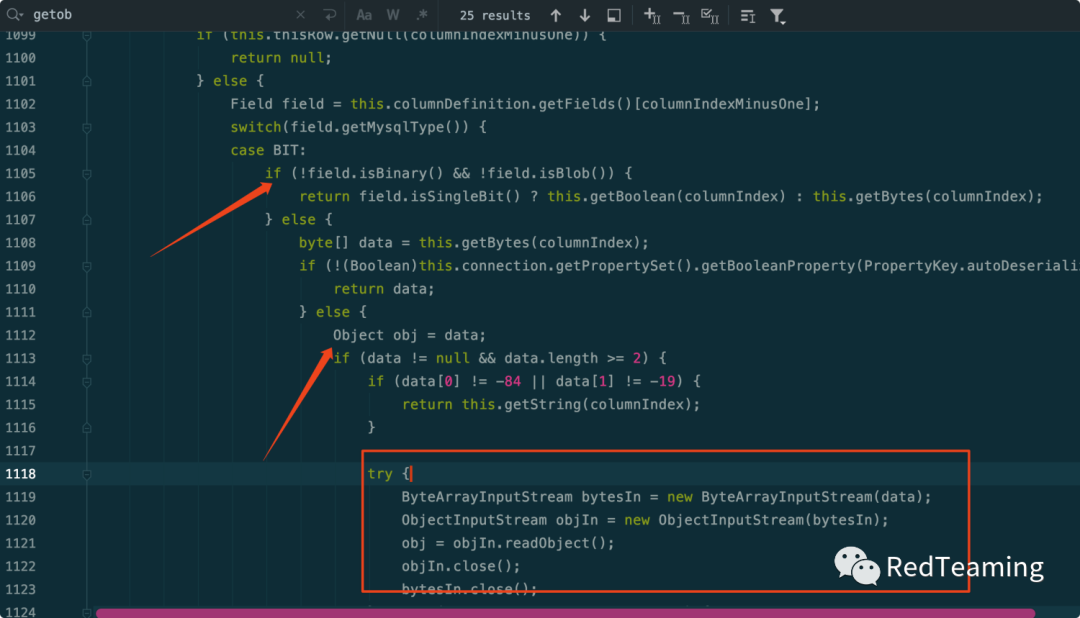 getob Aa W .* 25 results
1099 if (this.thisRow.getNull(columnIndexMinusOne)) {
1100 return null;
1101 } else {
1102 Field field = this.columnDefinition.getFields()[columnIndexMinusOne];
1103 switch(field.getMysqlType()) {
1104 case BIT:
1105 if (!field.isBinary() && !field.isBlob()) {
1106 return field.isSingleBit() ? this.getBoolean(columnIndex) : this.getBytes(columnIndex);
1107 } else {
1108 byte[] data = this.getBytes(columnIndex);
1109 if (!(Boolean)this.connection.getPropertySet().getBooleanProperty(PropertyKey.autoDeseriali
1110 return data;
1111 } else {
1112 Object obj = data;
1113 if (data != null && data.length >= 2) {
1114 if (data[0] != -84 || data[1] != -19) {
1115 return this.getString(columnIndex);
1116 }
1117
1118 try {
1119 ByteArrayInputStream bytesIn = new ByteArrayInputStream(data);
1120 ObjectInputStream objIn = new ObjectInputStream(bytesIn);
1121 obj = objIn.readObject();
1122 objIn.close();
1123 bytesIn.close();
1124
RedTeaming